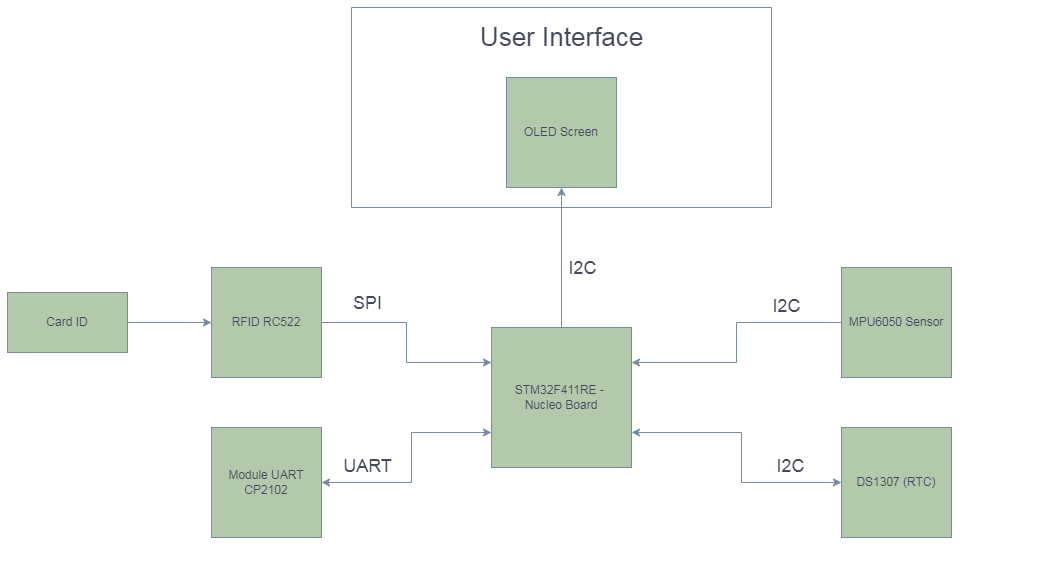 User Interface
OLED Screen
I2C
SPI
I2C
Card ID
RFID RC522
MPU6050 Sensor
STM32F411RE -
Nucleo Board
UART
I2C
Module UART
CP2102
DS1307 (RTC)